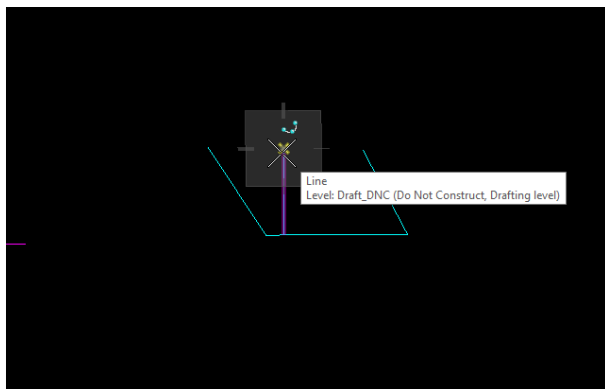 Line
Level: Draft_DNC (Do Not Construct, Drafting level)